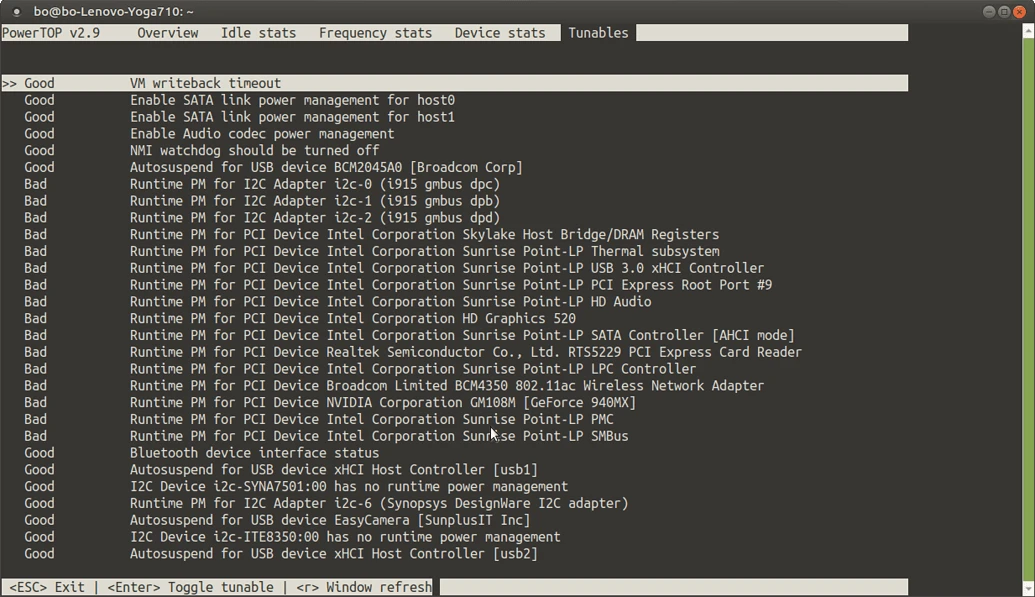 bo@bo-Lenovo-Yoga710: ~
PowerTOP v2.9 Overview Idle stats Frequency stats Device stats Tunables
>> Good VM writeback timeout
Good Enable SATA link power management for host0
Good Enable SATA link power management for host1
Good Enable Audio codec power management
Good NMI watchdog should be turned off
Good Autosuspend for USB device BCM2045A0 [Broadcom Corp]
Bad Runtime PM for I2C Adapter i2c-0 (i915 gmbus dpc)
Bad Runtime PM for I2C Adapter i2c-1 (i915 gmbus dpb)
Bad Runtime PM for I2C Adapter i2c-2 (i915 gmbus dpd)
Bad Runtime PM for PCI Device Intel Corporation Skylake Host Bridge/DRAM Registers
Bad Runtime PM for PCI Device Intel Corporation Sunrise Point-LP Thermal subsystem
Bad Runtime PM for PCI Device Intel Corporation Sunrise Point-LP USB 3.0 xHCI Controller
Bad Runtime PM for PCI Device Intel Corporation Sunrise Point-LP PCI Express Root Port #9
Bad Runtime PM for PCI Device Intel Corporation Sunrise Point-LP HD Audio
Bad Runtime PM for PCI Device Intel Corporation HD Graphics 520
Bad Runtime PM for PCI Device Intel Corporation Sunrise Point-LP SATA Controller [AHCI mode]
Bad Runtime PM for PCI Device Realtek Semiconductor Co., Ltd. RTS5229 PCI Express Card Reader
Bad Runtime PM for PCI Device Intel Corporation Sunrise Point-LP LPC Controller
Bad Runtime PM for PCI Device Broadcom Limited BCM4350 802.11ac Wireless Network Adapter
Bad Runtime PM for PCI Device NVIDIA Corporation GM108M [GeForce 940MX]
Bad Runtime PM for PCI Device Intel Corporation Sunrise Point-LP PMC
Bad Runtime PM for PCI Device Intel Corporation Sunrise Point-LP SMBus
Good Bluetooth device interface status
Good Autosuspend for USB device xHCI Host Controller [usb1]
Good I2C Device i2c-SYNA7501:00 has no runtime power management
Good Runtime PM for I2C Adapter i2c-6 (Synopsys DesignWare I2C adapter)
Good Autosuspend for USB device EasyCamera [SunplusIT Inc]
Good I2C Device i2c-ITE8350:00 has no runtime power management
Good Autosuspend for USB device xHCI Host Controller [usb2]
<ESC> Exit | <Enter> Toggle tunable | <r> Window refresh